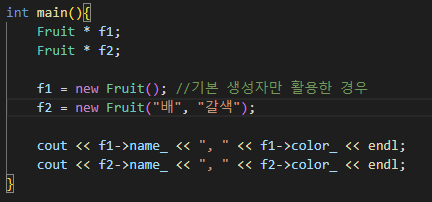 int main(){
Fruit * f1;
Fruit * f2;
f1 = new Fruit(); //기본 생성자만 활용한 경우
f2 = new Fruit("배", "갈색");
cout << f1->name_ << ", " << f1->color_ << endl;
cout << f2->name_ << ", " << f2->color_ << endl;
}